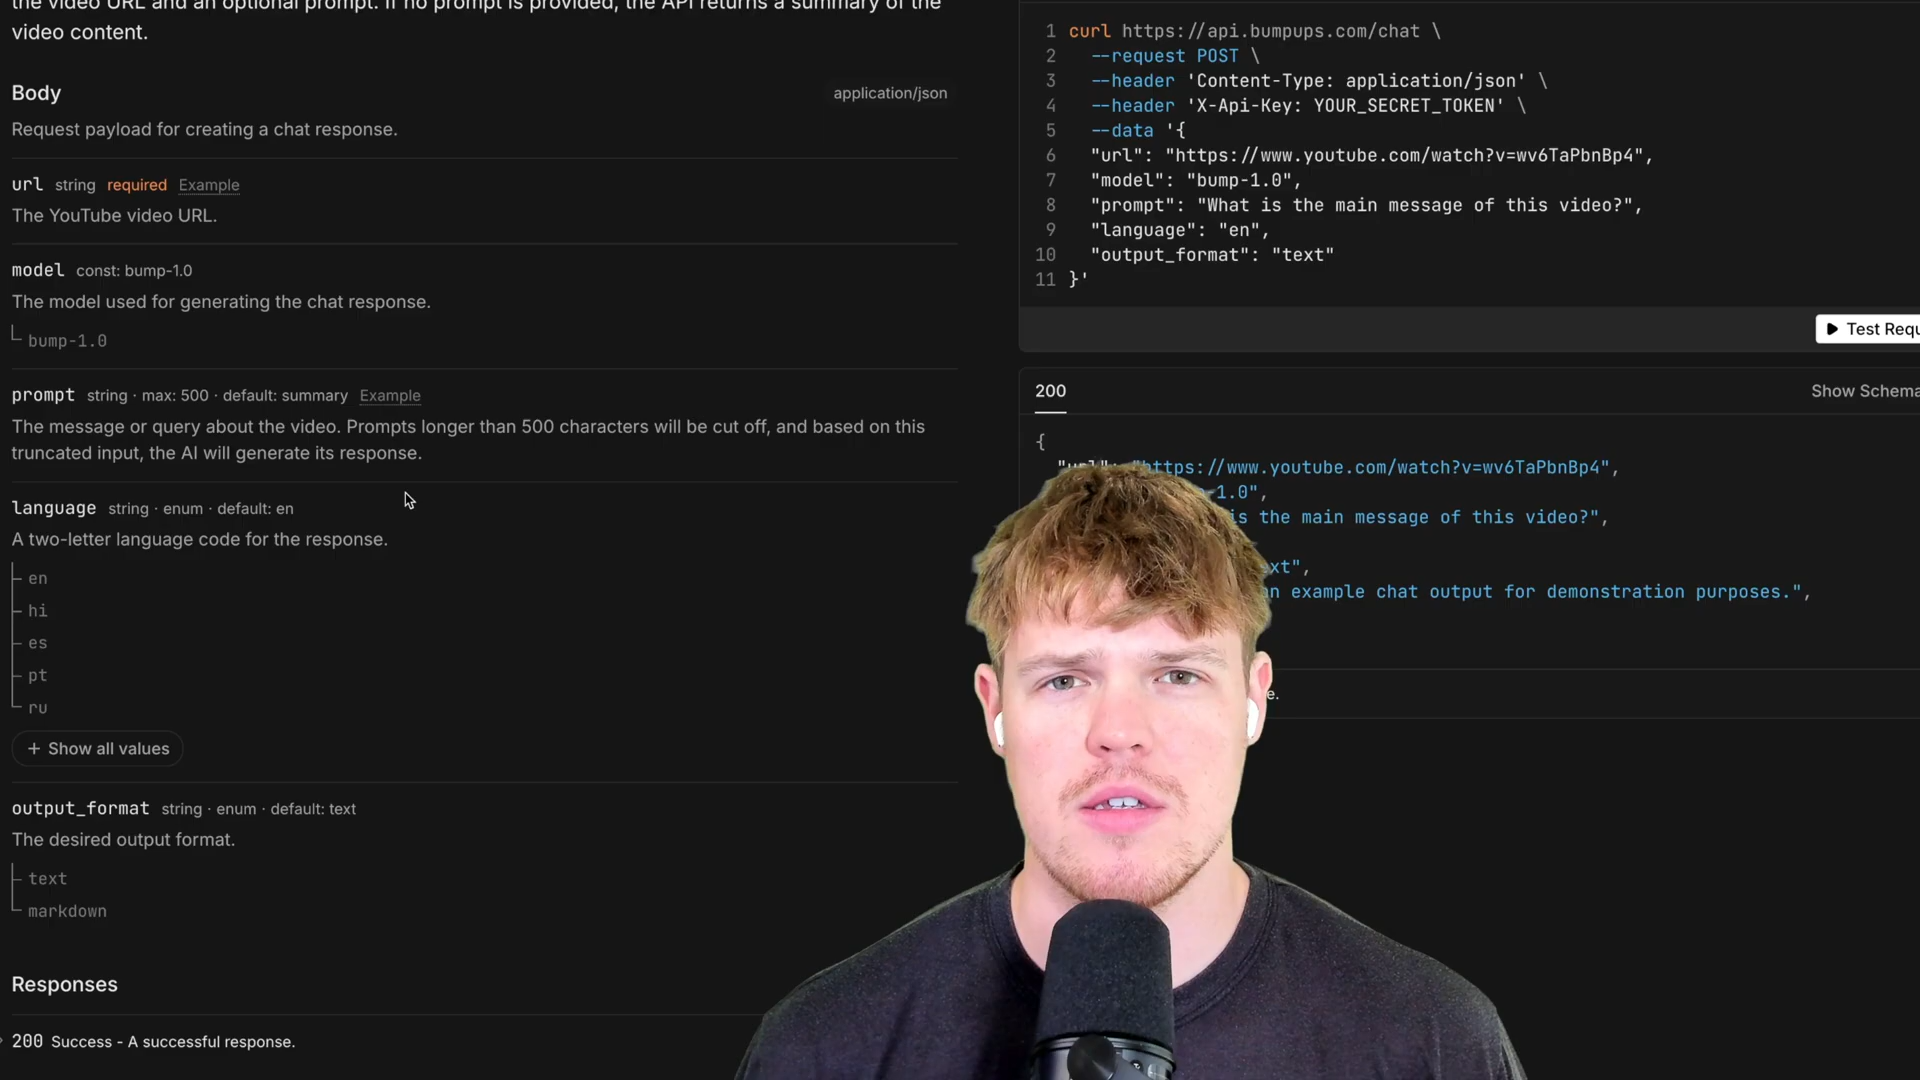 the video URL and an optional prompt. If no prompt is provided, the API returns a summary of the
video content.
Body
application/json
Request payload for creating a chat response.
url string required Example
The YouTube video URL.
model const: bump-1.0
The model used for generating the chat response.
bump-1.0
prompt string · max: 500 · default: summary Example
The message or query about the video. Prompts longer than 500 characters will be cut off, and based on this
truncated input, the AI will generate its response.
language string · enum · default: en
A two-letter language code for the response.
en
hi
es
pt
ru
+ Show all values
output_format string · enum · default: text
The desired output format.
text
markdown
Responses
200 Success - A successful response.
1 curl https://api.bumpups.com/chat \
2 --request POST \
3 --header 'Content-Type: application/json' \
4 --header 'X-Api-Key: YOUR_SECRET_TOKEN' \
5 --data '{
6 "url": "https://www.youtube.com/watch?v=wv6TaPbnBp4",
7 "model": "bump-1.0",
8 "prompt": "What is the main message of this video?",
9 "language": "en",
10 "output_format": "text"
11 }'
Test Requ
200
Show Schema
{
"url": "https://www.youtube.com/watch?v=wv6TaPbnBp4",
-1.0",
is the main message of this video?",
ext",
an example chat output for demonstration purposes.",
e.